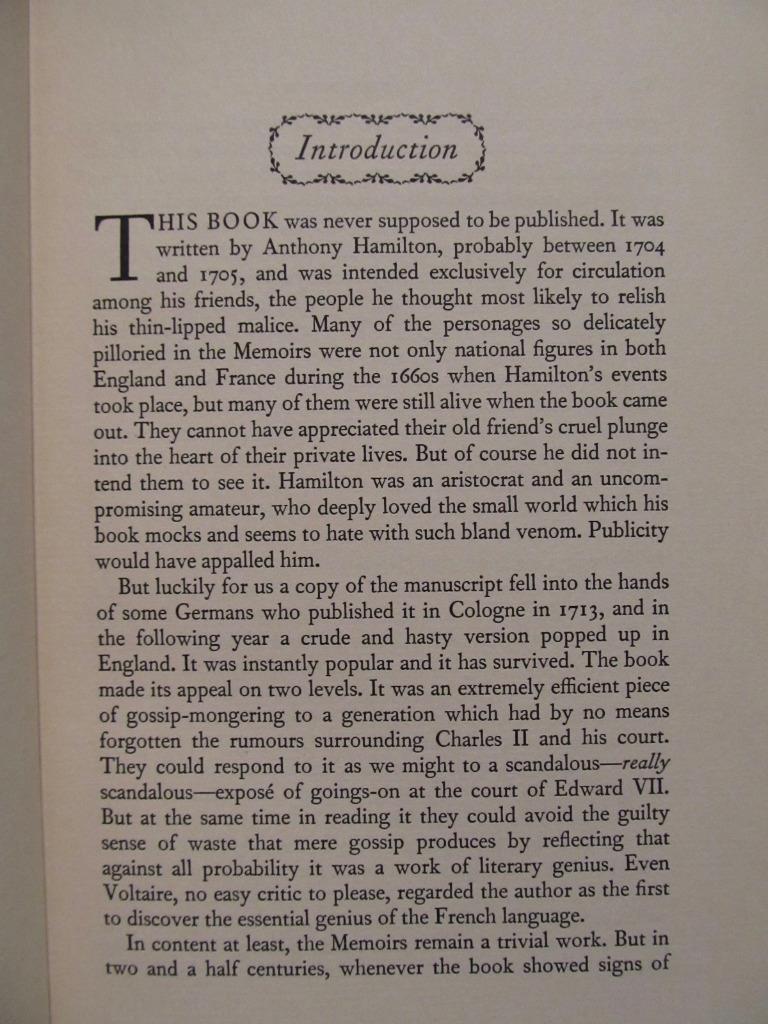 Introduction
THIS BOOK was never supposed to be published. It was
written by Anthony Hamilton, probably between 1704
and 1705, and was intended exclusively for circulation
among his friends, the people he thought most likely to relish
his thin-lipped malice. Many of the personages so delicately
pilloried in the Memoirs were not only national figures in both
England and France during the 1660s when Hamilton's events
took place, but many of them were still alive when the book came
out. They cannot have appreciated their old friend's cruel plunge
into the heart of their private lives. But of course he did not in-
tend them to see it. Hamilton was an aristocrat and an uncom-
promising amateur, who deeply loved the small world which his
book mocks and seems to hate with such bland venom. Publicity
would have appalled him.
But luckily for us a copy of the manuscript fell into the hands
of some Germans who published it in Cologne in 1713, and in
the following year a crude and hasty version popped up in
England. It was instantly popular and it has survived. The book
made its appeal on two levels. It was an extremely efficient piece
of gossip-mongering to a generation which had by no means
forgotten the rumours surrounding Charles II and his court.
They could respond to it as we might to a scandalous—really
scandalous—exposé of goings-on at the court of Edward VII.
But at the same time in reading it they could avoid the guilty
sense of waste that mere gossip produces by reflecting that
against all probability it was a work of literary genius. Even
Voltaire, no easy critic to please, regarded the author as the first
to discover the essential genius of the French language.
In content at least, the Memoirs remain a trivial work. But in
two and a half centuries, whenever the book showed signs of